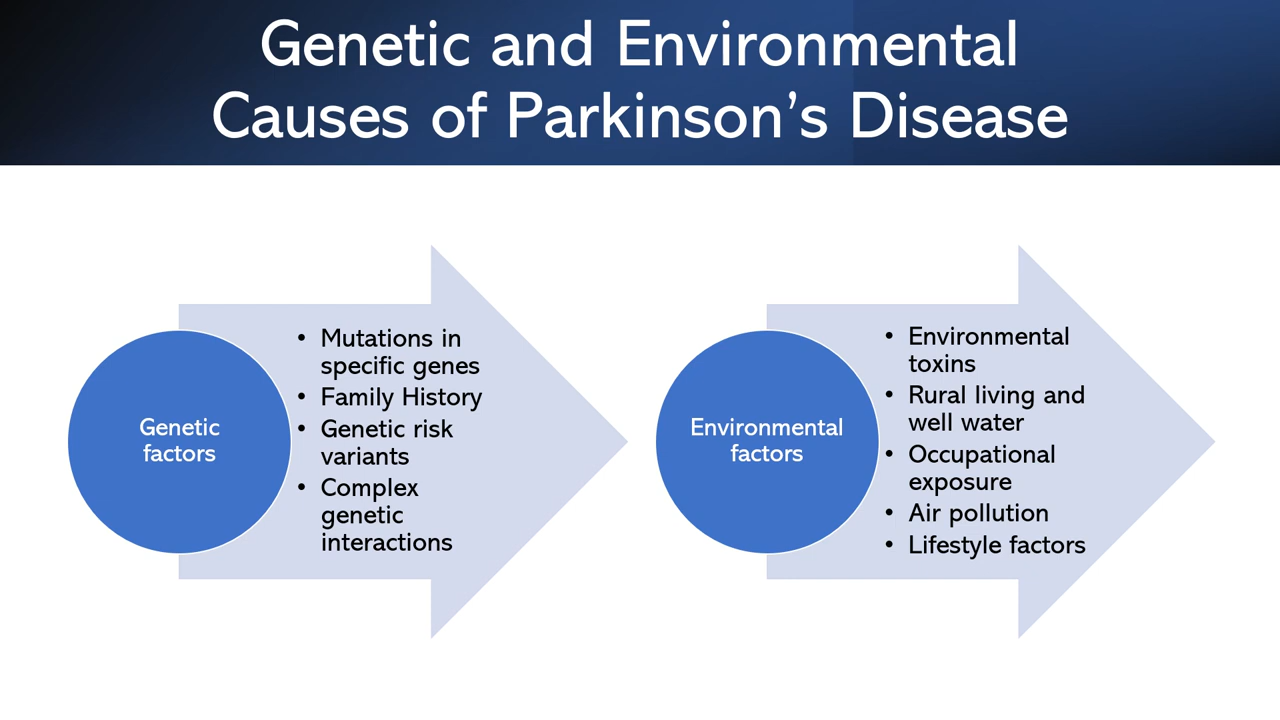 Genetic and Environmental
Causes of Parkinson’s Disease
Genetic
factors
• Mutations in
specific genes
• Family History
• Genetic risk
variants
• Complex
genetic
interactions
Environmental
factors
• Environmental
toxins
• Rural living and
well water
• Occupational
exposure
• Air pollution
• Lifestyle factors